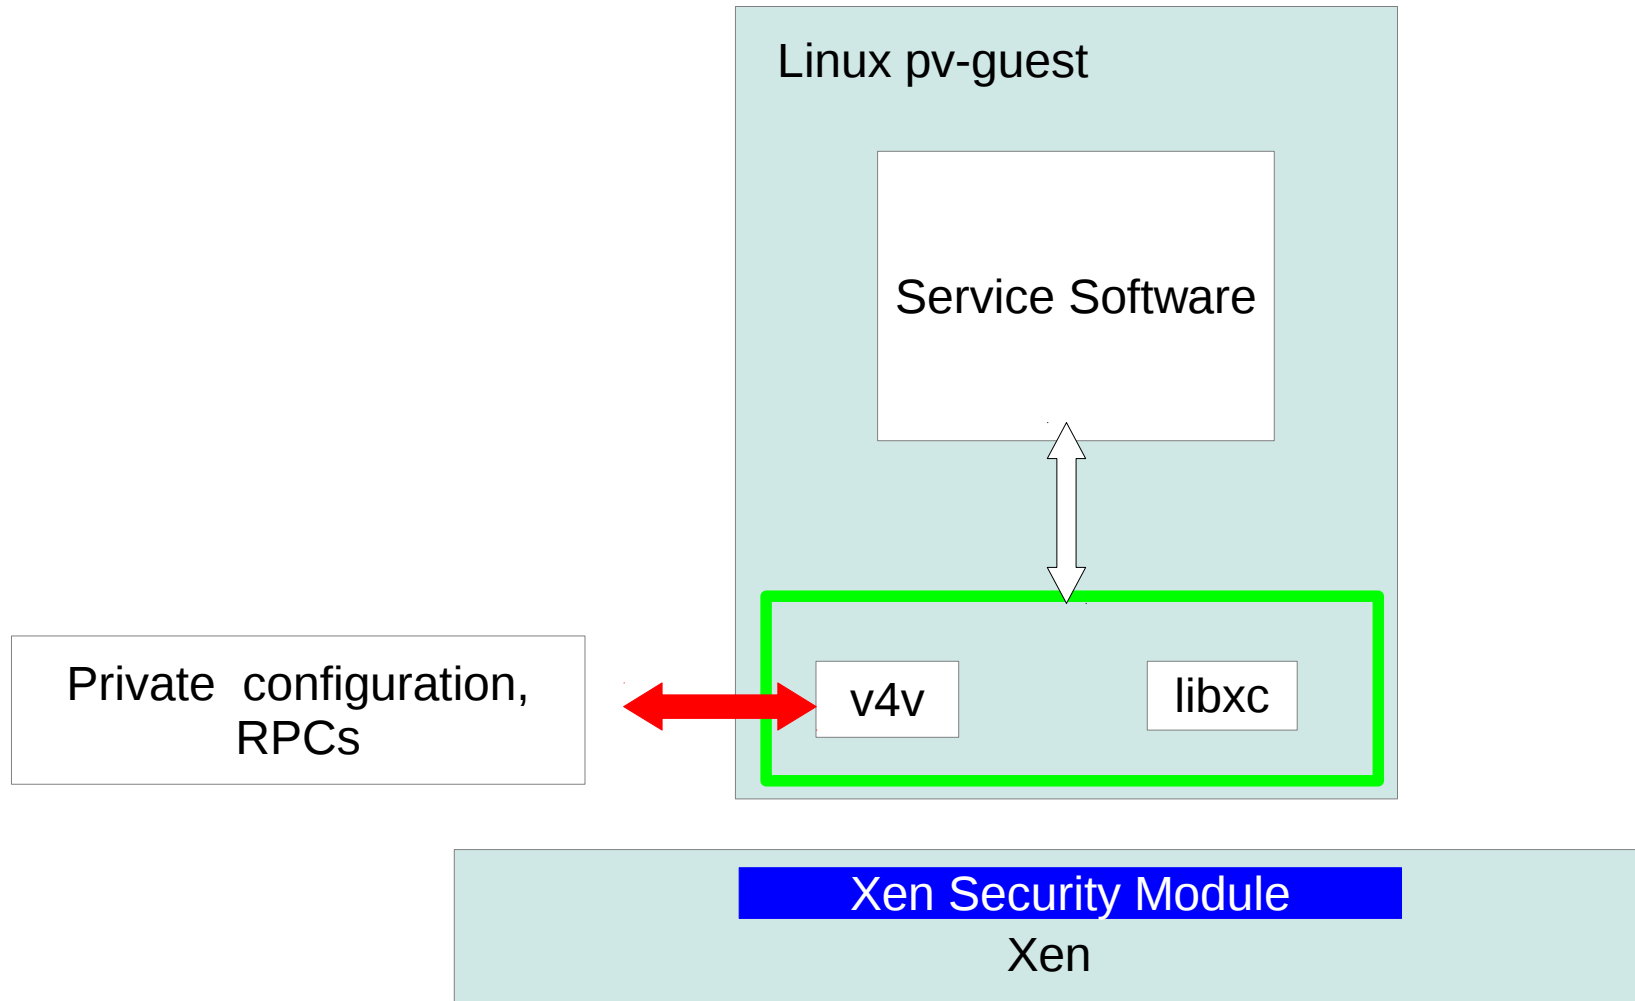 Linux pv-guest
Service Software
Private configuration,
RPCs
v4v
libxc
Xen Security Module
Xen